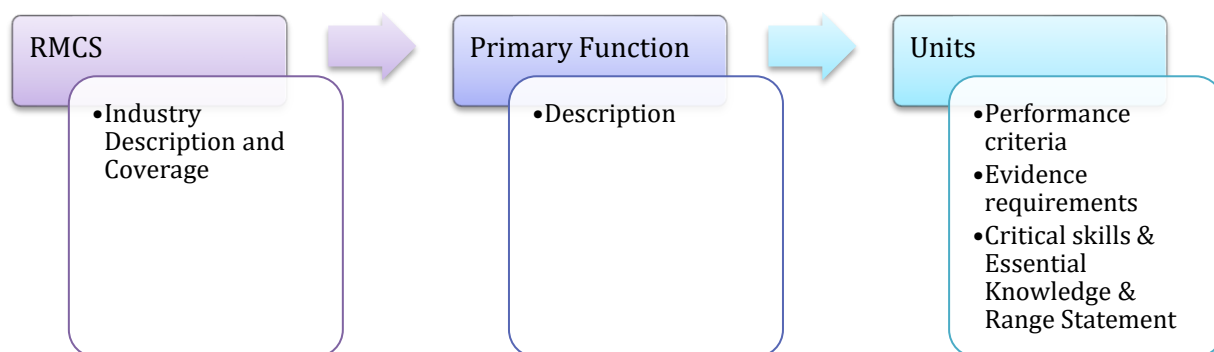 RMCS
•Industry
Description and
Coverage
Primary Function
•Description
Units
•Performance
criteria
•Evidence
requirements
•Critical skills &
Essential
Knowledge &
Range Statement